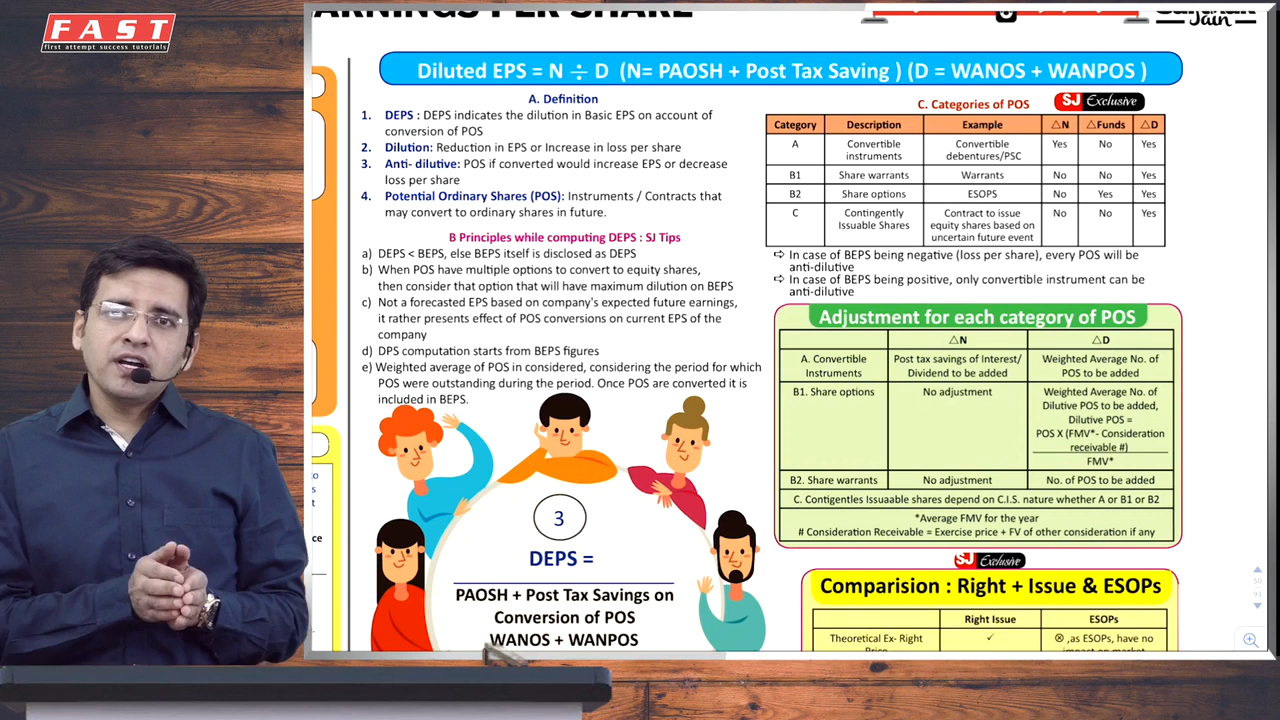 FAST
first attempt success tutorials
EARNINGS PER SHARE
Jain
Diluted EPS = N ÷ D (N= PAOSH + Post Tax Saving ) (D = WANOS + WANPOS )
A. Definition
1. DEPS : DEPS indicates the dilution in Basic EPS on account of
conversion of POS
2. Dilution: Reduction in EPS or Increase in loss per share
3. Anti- dilutive: POS if converted would increase EPS or decrease
loss per share
4. Potential Ordinary Shares (POS): Instruments / Contracts that
may convert to ordinary shares in future.
B Principles while computing DEPS : SJ Tips
a) DEPS < BEPS, else BEPS itself is disclosed as DEPS
b) When POS have multiple options to convert to equity shares,
then consider that option that will have maximum dilution on BEPS
c) Not a forecasted EPS based on company's expected future earnings,
it rather presents effect of POS conversions on current EPS of the
company
d) DPS computation starts from BEPS figures
e) Weighted average of POS in considered, considering the period for which
POS were outstanding during the period. Once POS are converted it is
included in BEPS.
3
DEPS =
PAOSH + Post Tax Savings on
Conversion of POS
WANOS + WANPOS
C. Categories of POS
SJ Exclusive
Category Description Example △N △Funds △D
A Convertible instruments Convertible debentures/PSC Yes No Yes
B1 Share warrants Warrants No No Yes
B2 Share options ESOPS No Yes Yes
C Contingently Issuable Shares Contract to issue equity shares based on uncertain future event No No Yes
⇨ In case of BEPS being negative (loss per share), every POS will be
anti-dilutive
⇨ In case of BEPS being positive, only convertible instrument can be
anti-dilutive
Adjustment for each category of POS
△N △D
A. Convertible Instruments Post tax savings of Interest/ Dividend to be added Weighted Average No. of POS to be added
B1. Share options No adjustment Weighted Average No. of
Dilutive POS to be added,
Dilutive POS =
POS X (FMV*- Consideration
receivable #)
FMV*
B2. Share warrants No adjustment No. of POS to be added
C. Contigentles Issuaable shares depend on C.I.S. nature whether A or B1 or B2
*Average FMV for the year
# Consideration Receivable = Exercise price + FV of other consideration if any
SJ Exclusive
Comparision : Right + Issue & ESOPs
Right Issue ESOPs
Theoretical Ex- Right ✓ ⊗ ,as ESOPs, have no